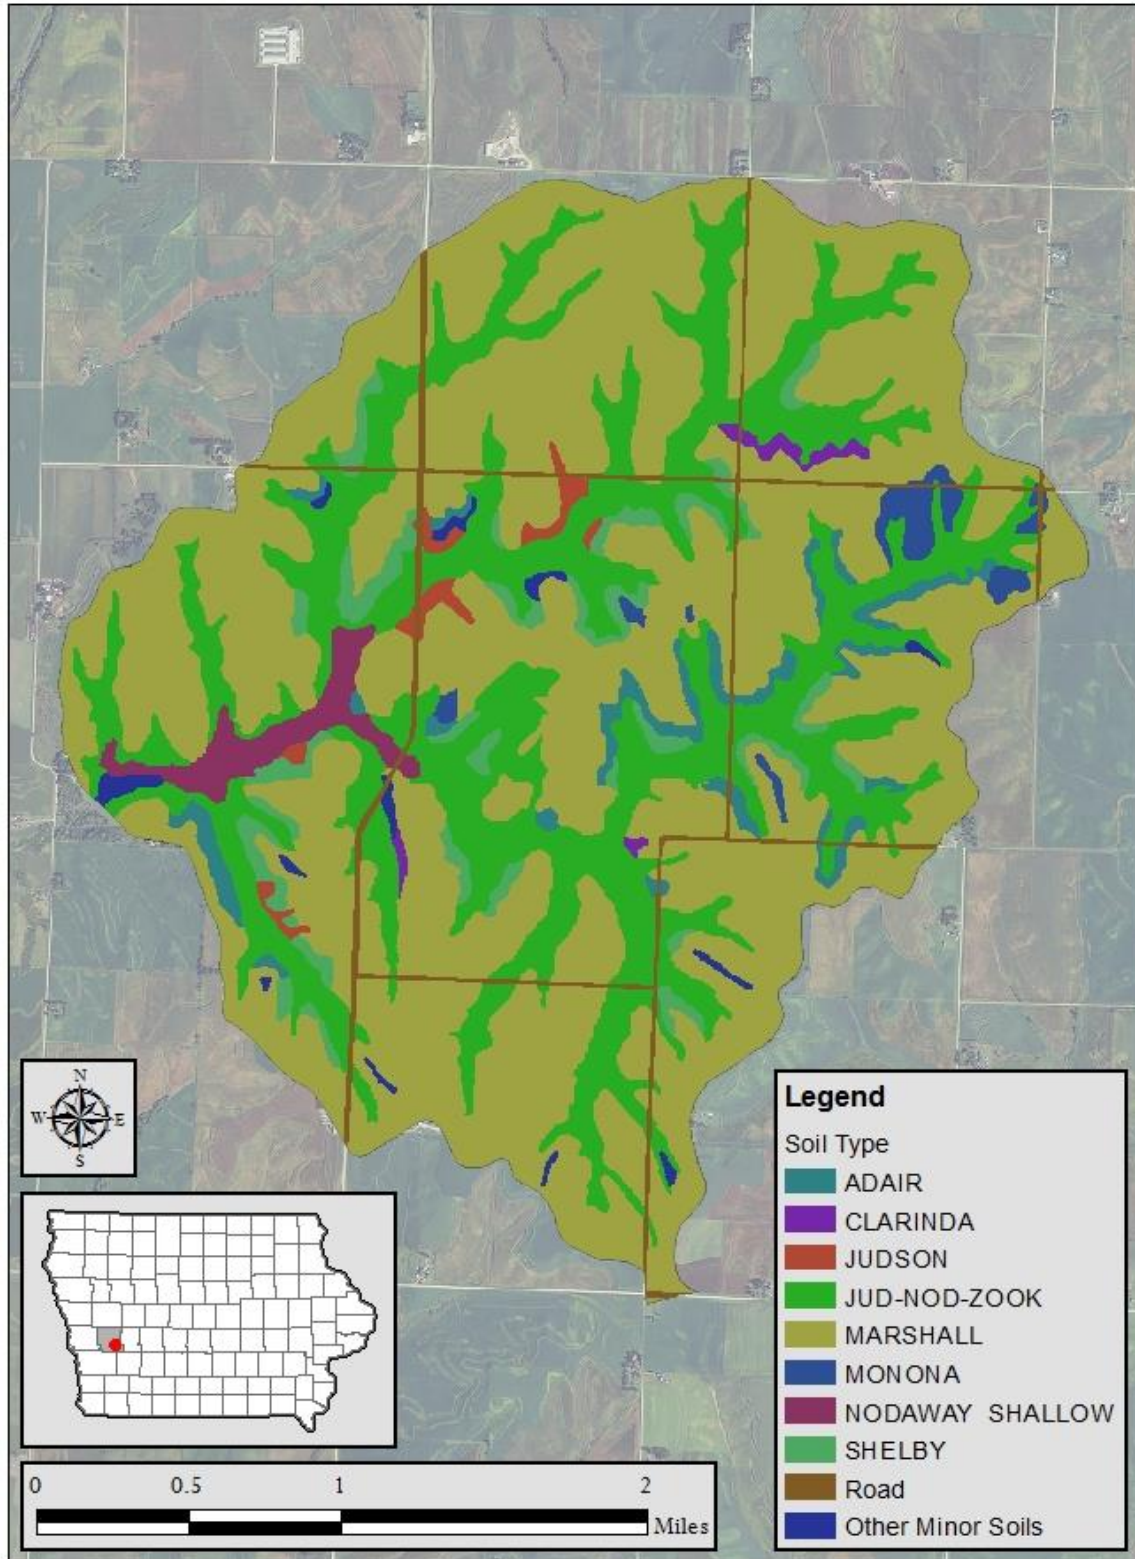 N
W E
S
0 0.5 1 2
Miles
Legend
Soil Type
ADAIR
CLARINDA
JUDSON
JUD-NOD-ZOOK
MARSHALL
MONONA
NODAWAY SHALLOW
SHELBY
Road
Other Minor Soils